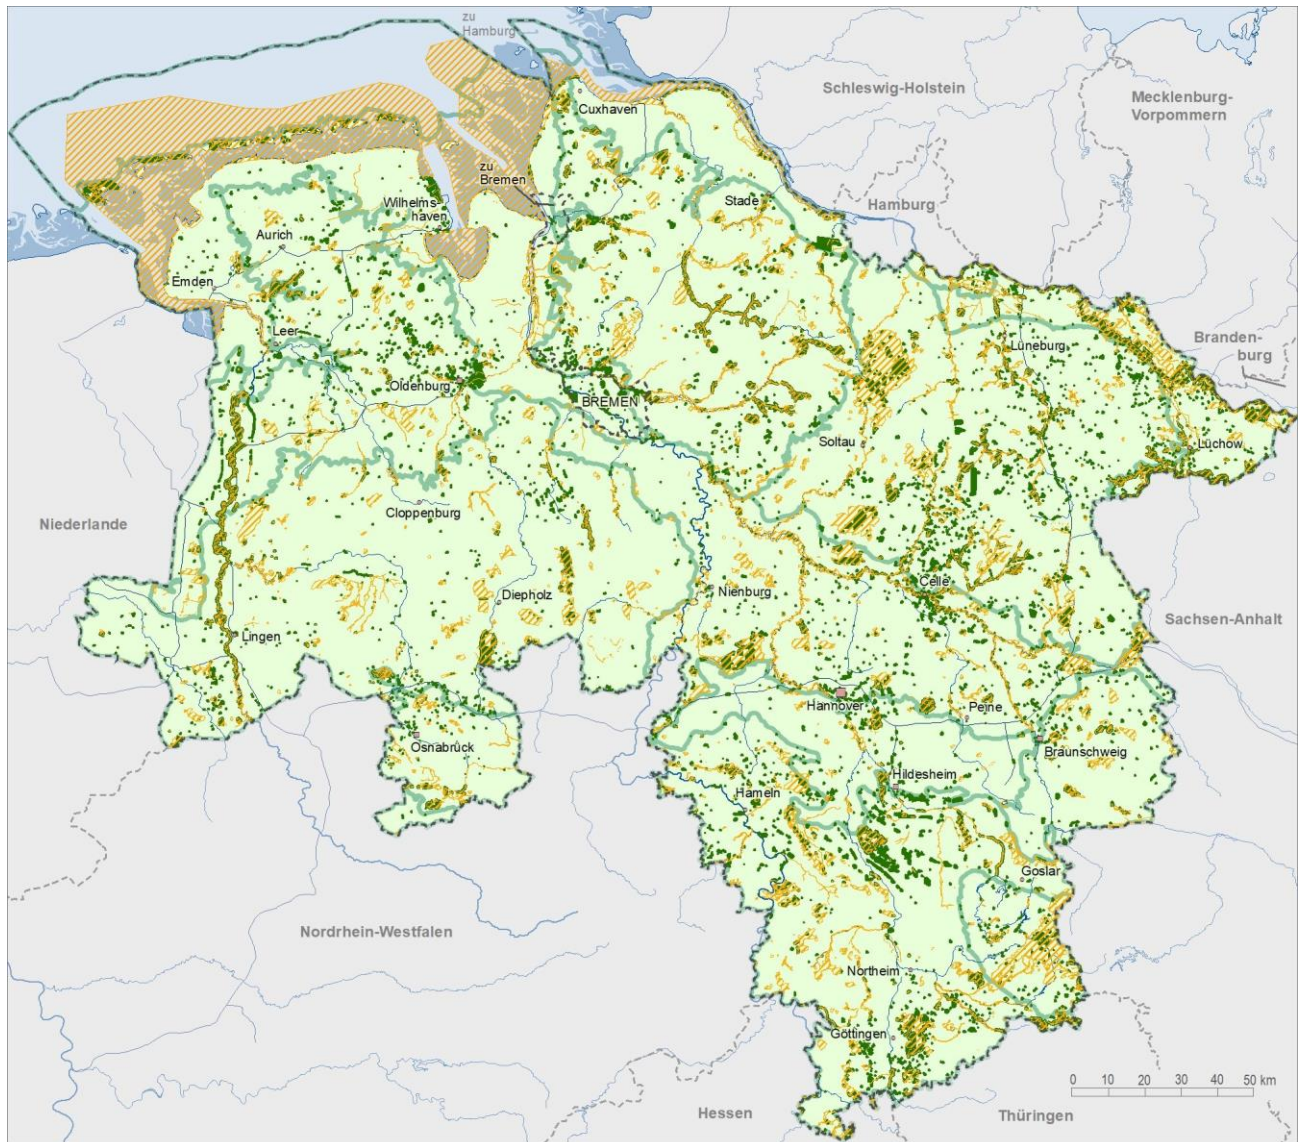 zu
Hamburg
Schleswig-Holstein
Mecklenburg-
Vorpommern
Cuxhaven
zu
Bremen
Hamburg
Wilhelms-
haven
Stade
Aurich
Emden
Leer
Lüneburg
Branden-
burg
Oldenburg
BREMEN
Soltau
Lüchow
Niederlande
Cloppenburg
Celle
Diepholz
Nienburg
Sachsen-Anhalt
Lingen
Hannover
Peine
Osnabrück
Braunschweig
Hildesheim
Hameln
Goslar
Nordrhein-Westfalen
Northeim
Göttingen
0 10 20 30 40 50 km
Hessen
Thüringen